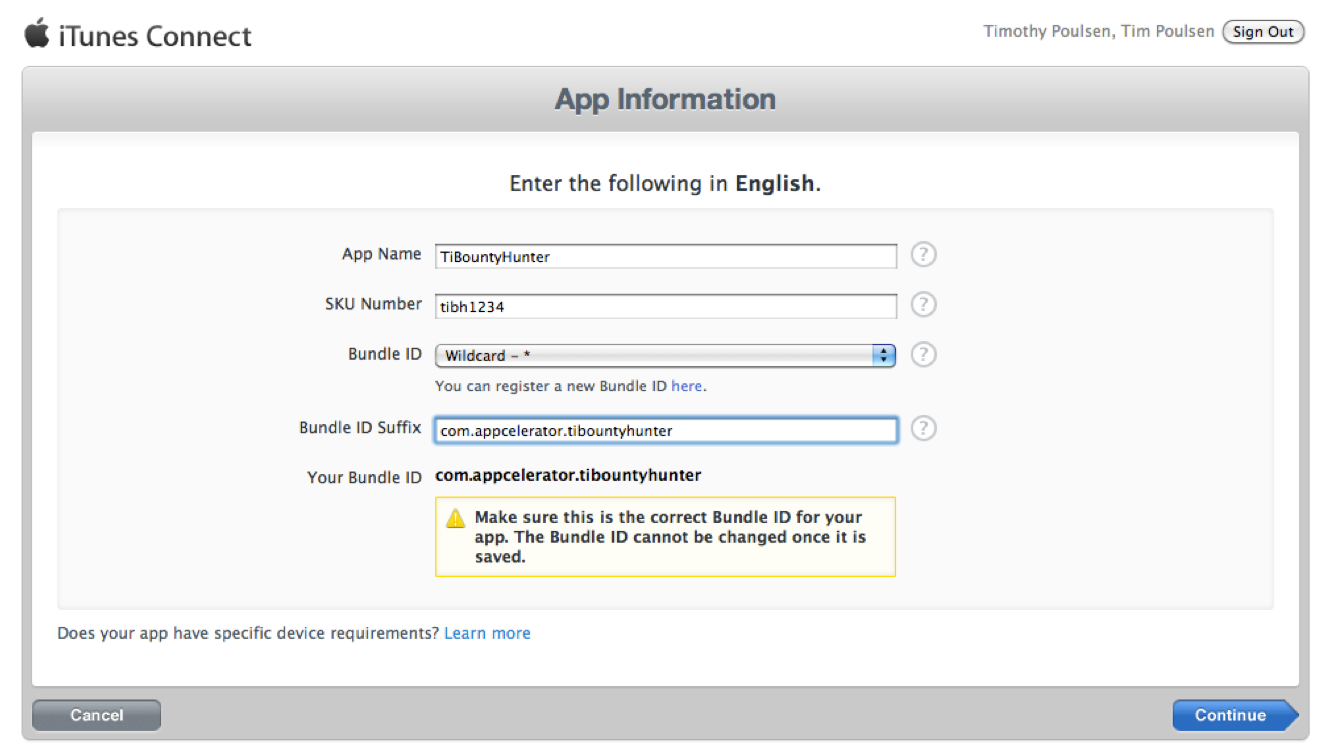 iTunes Connect
Timothy Poulsen, Tim Poulsen Sign Out
App Information
Enter the following in English.
App Name TiBountyHunter ?
SKU Number tibh1234 ?
Bundle ID Wildcard – * ?
You can register a new Bundle ID here.
Bundle ID Suffix com.appcelerator.tibountyhunter ?
Your Bundle ID com.appcelerator.tibountyhunter
Make sure this is the correct Bundle ID for your
app. The Bundle ID cannot be changed once it is
saved.
Does your app have specific device requirements? Learn more
Cancel Continue